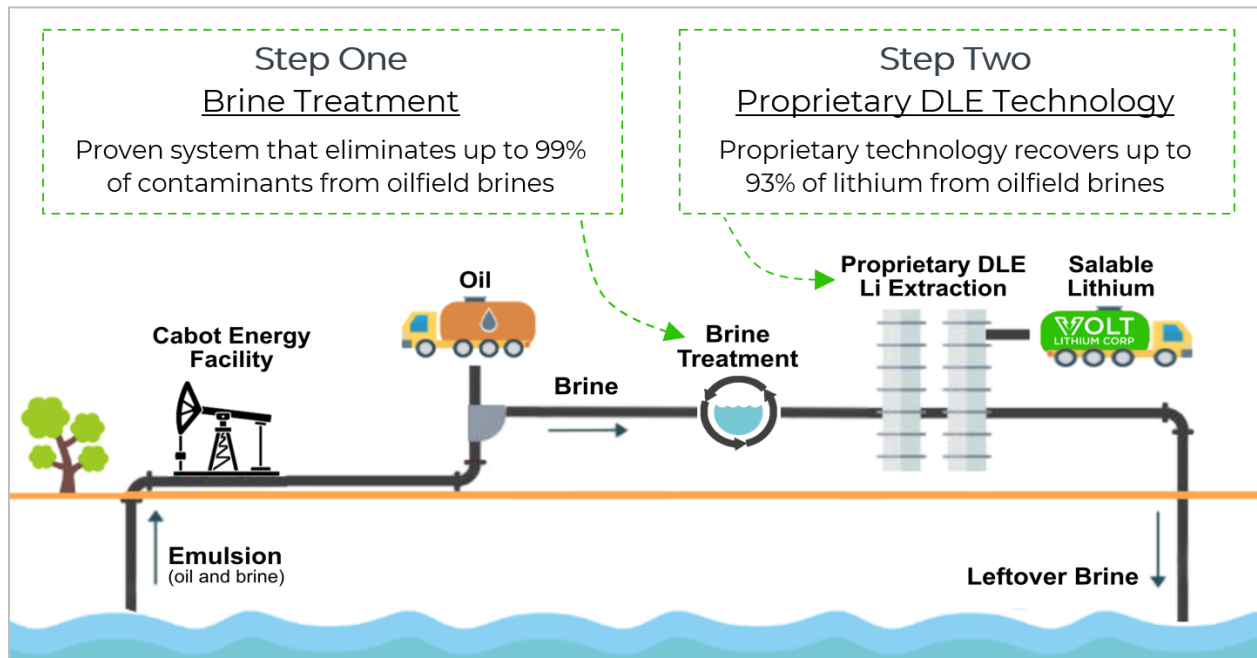 Step One
Brine Treatment
Proven system that eliminates up to 99%
of contaminants from oilfield brines
Step Two
Proprietary DLE Technology
Proprietary technology recovers up to
93% of lithium from oilfield brines
Cabot Energy
Facility
Oil
Brine
Brine
Treatment
Proprietary DLE
Li Extraction
Salable
Lithium
VOLT
LITHIUM CORP
Emulsion
(oil and brine)
Leftover Brine